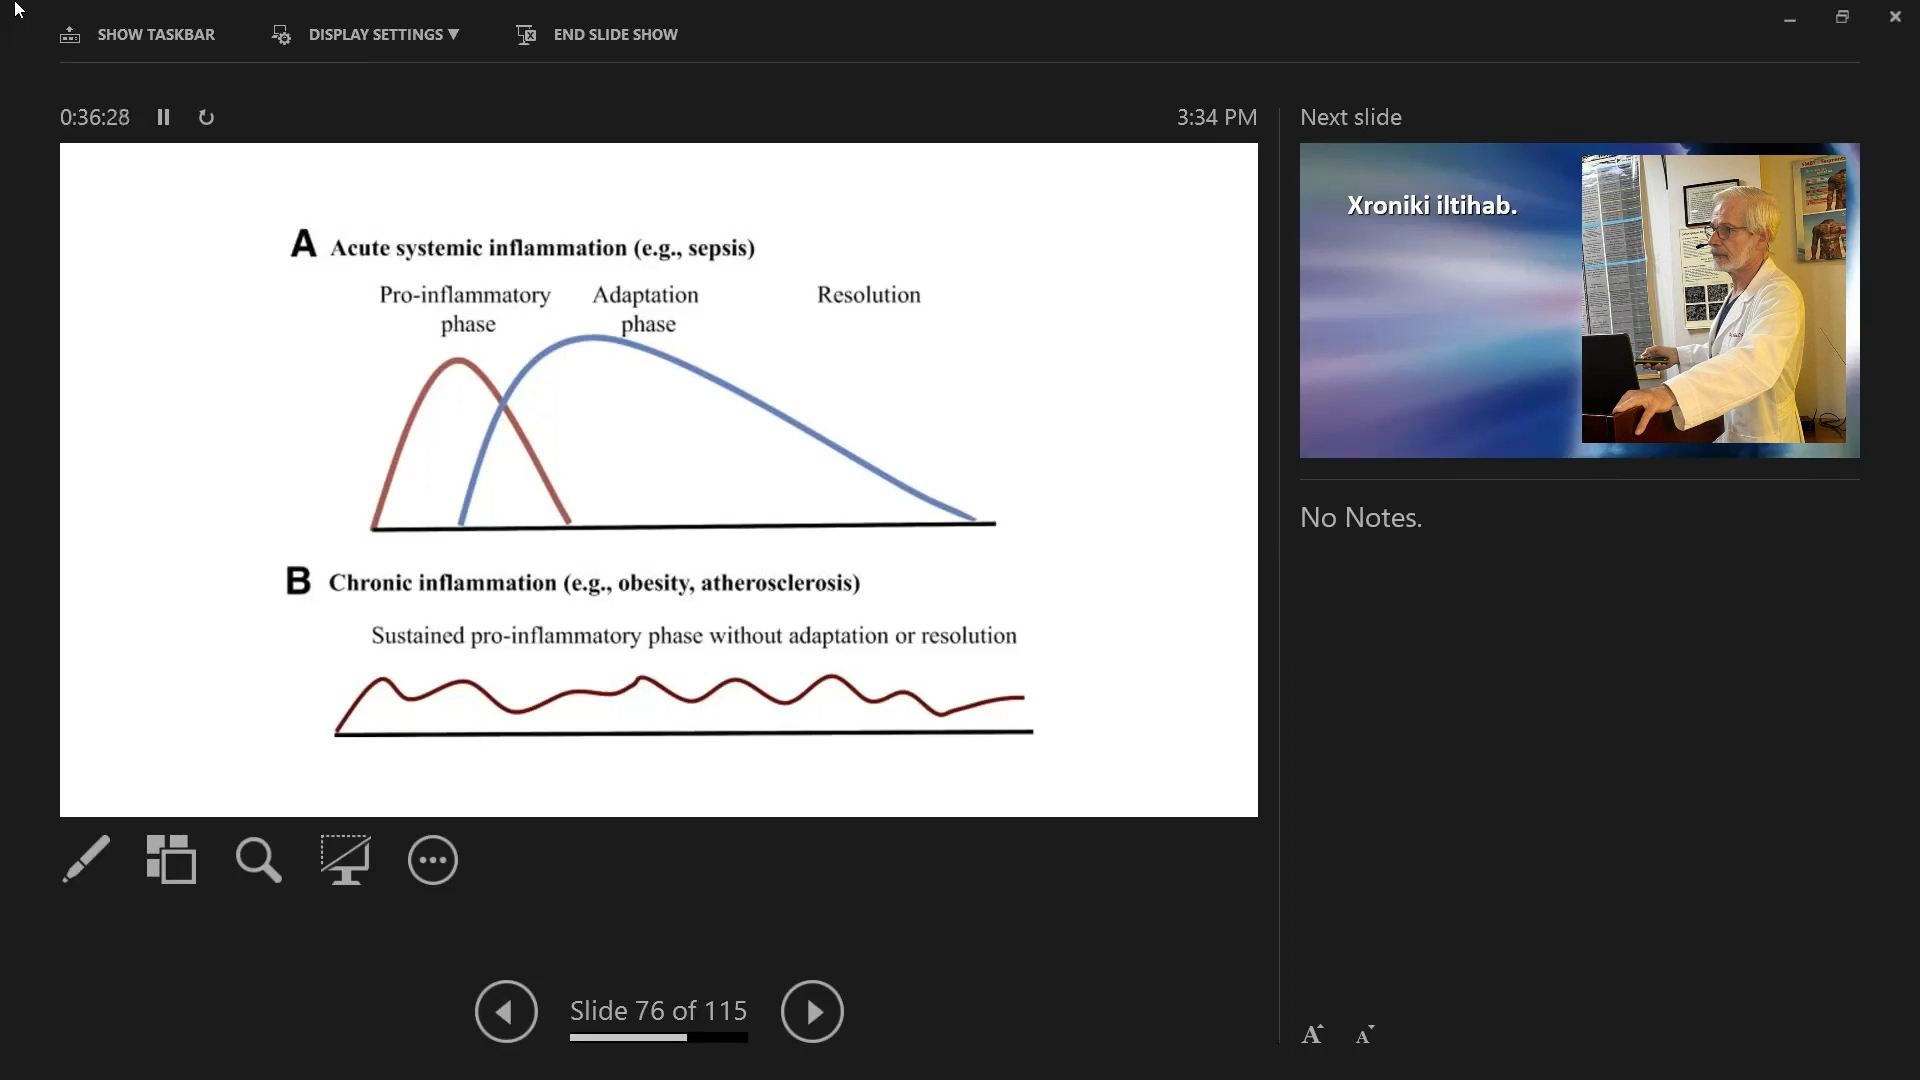 SHOW TASKBAR
DISPLAY SETTINGS ▼
END SLIDE SHOW
0:36:28
3:34 PM
Next slide
A Acute systemic inflammation (e.g., sepsis)
Pro-inflammatory phase
Adaptation phase
Resolution
B Chronic inflammation (e.g., obesity, atherosclerosis)
Sustained pro-inflammatory phase without adaptation or resolution
Xroniki iltihab.
No Notes.
Slide 76 of 115
A A